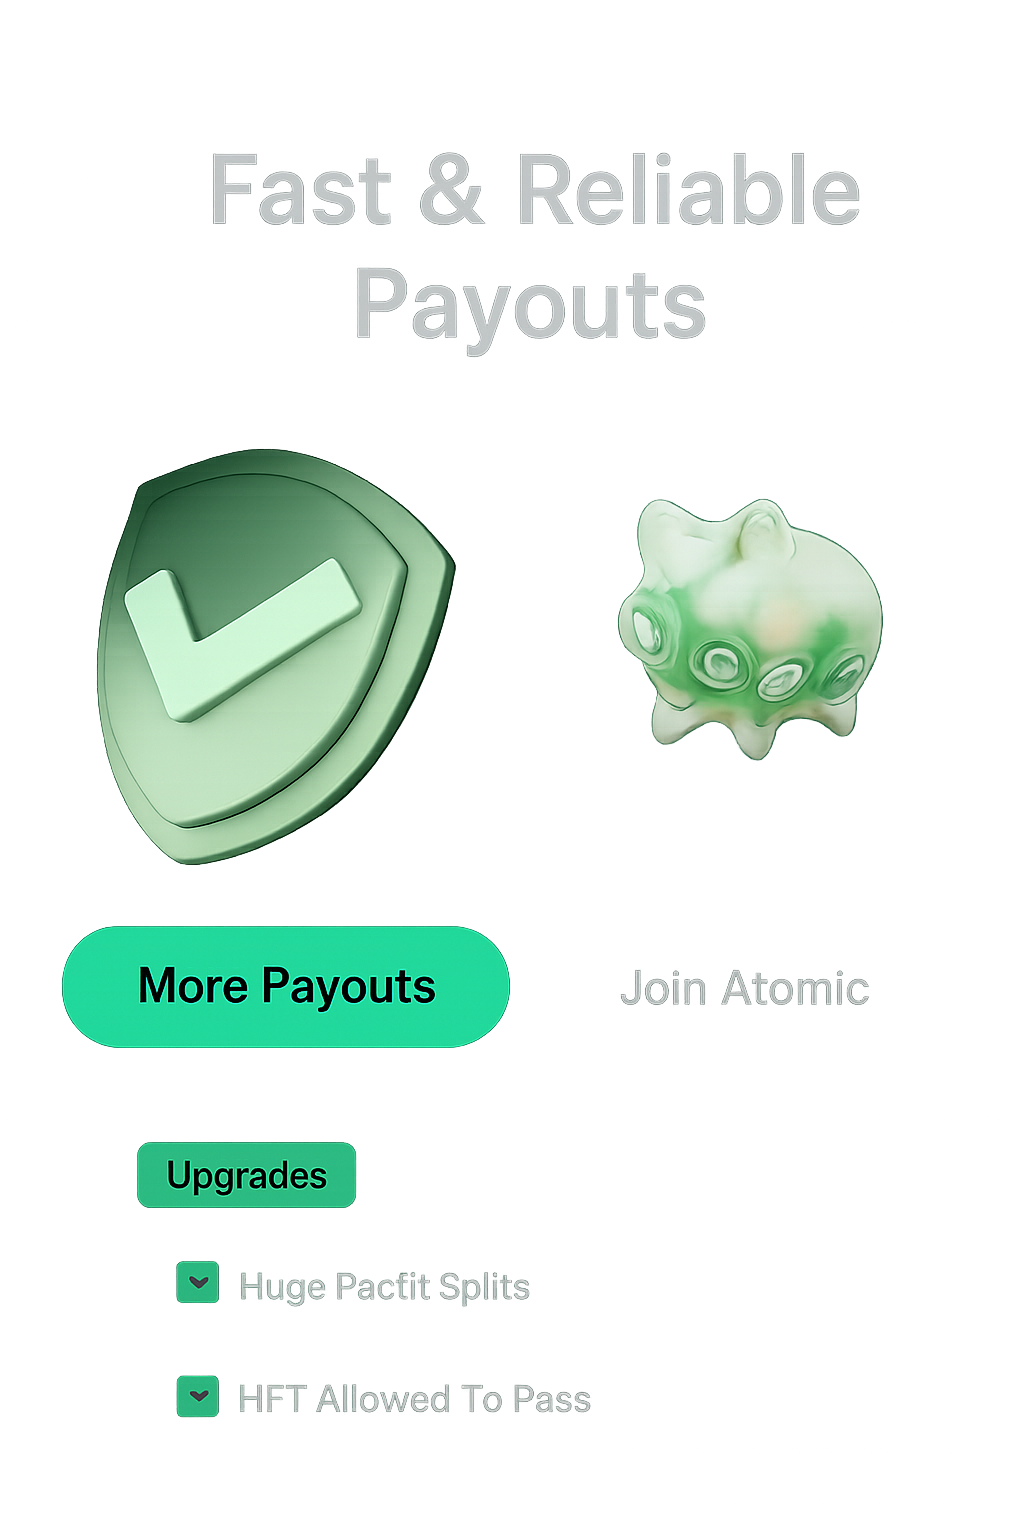 Fast & Reliable
Payouts
More Payouts
Join Atomic
Upgrades
Huge Pacfit Splits
HFT Allowed To Pass